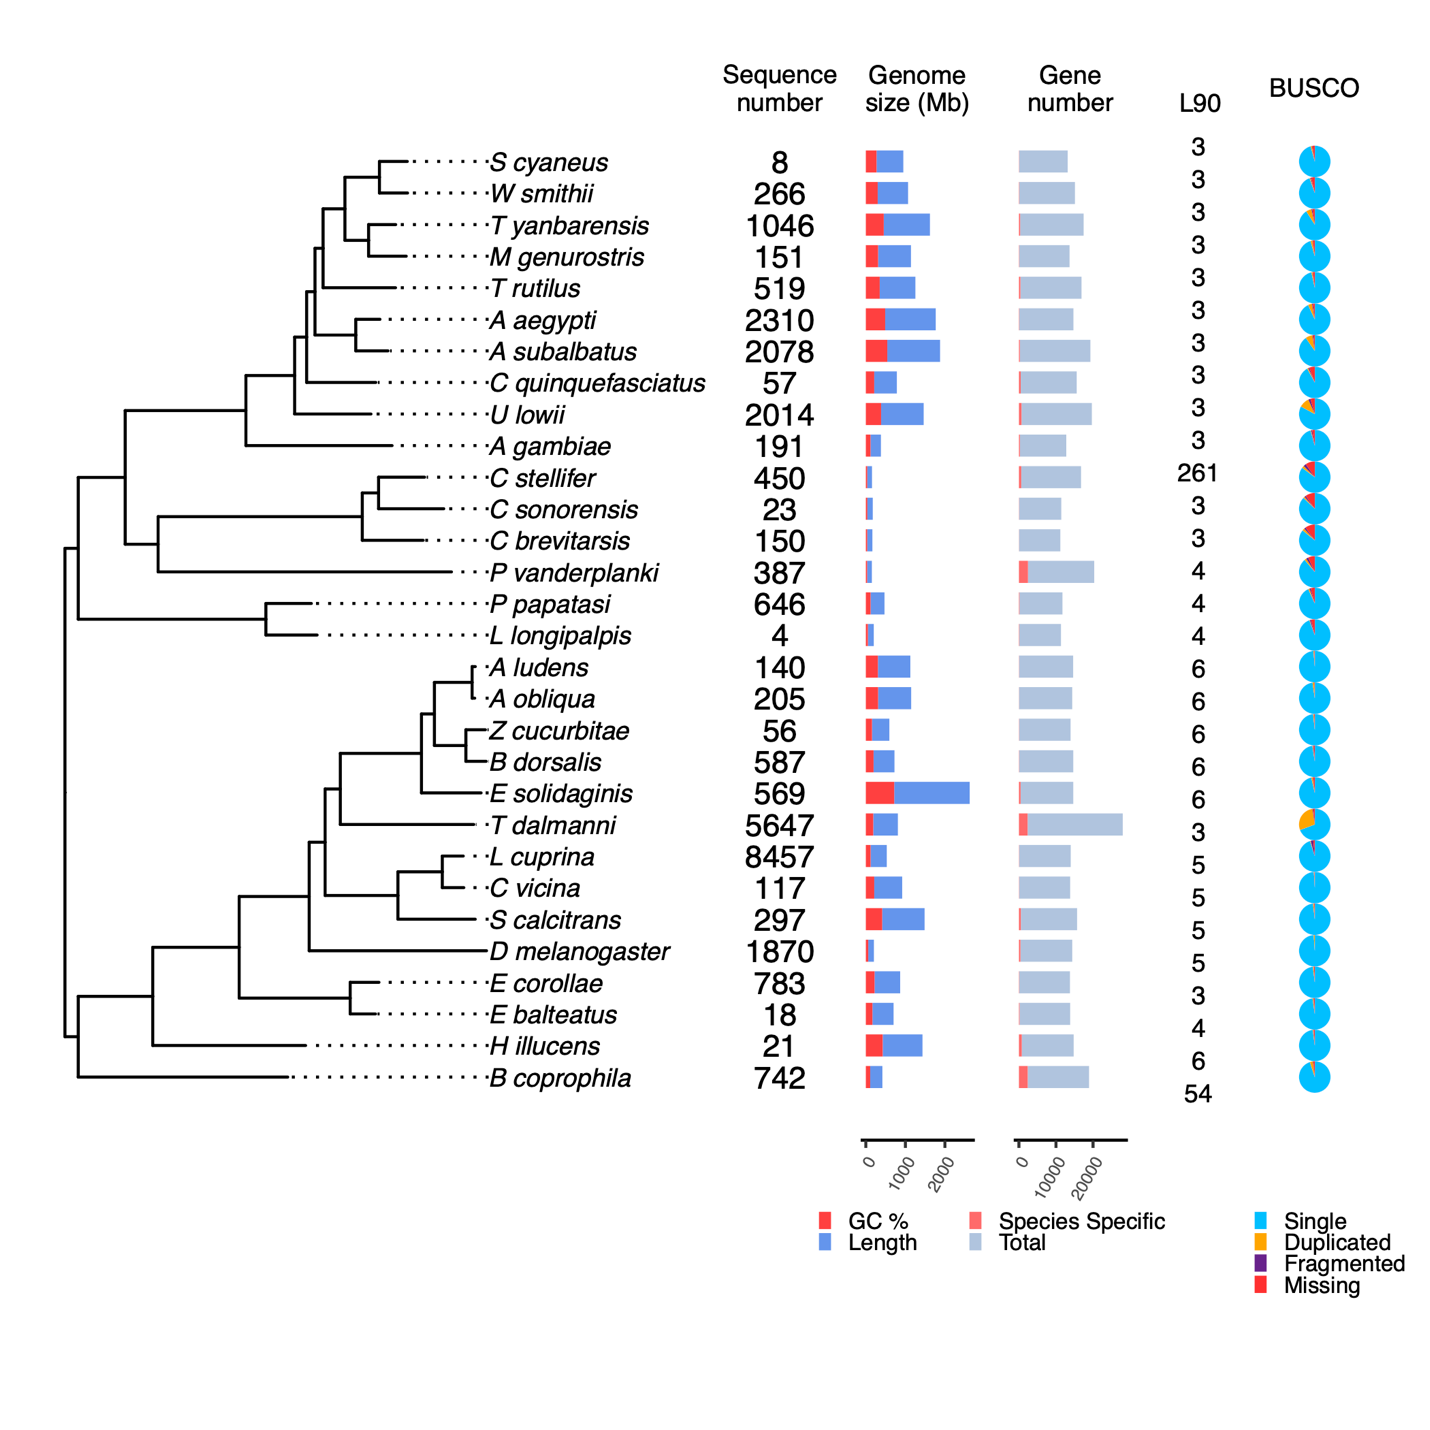 Sequence number
Genome size (Mb)
Gene number
L90
BUSCO
S cyaneus 8 3
W smithii 266 3
T yanbarensis 1046 3
M genurostris 151 3
T rutilus 519 3
A aegypti 2310 3
A subalbatus 2078 3
C quinquefasciatus 57 3
U lowii 2014 3
A gambiae 191 3
C stellifer 450 261
C sonorensis 23 3
C brevitarsis 150 3
P vanderplanki 387 4
P papatasi 646 4
L longipalpis 4 4
A ludens 140 6
A obliqua 205 6
Z cucurbitae 56 6
B dorsalis 587 6
E solidaginis 569 6
T dalmanni 5647 3
L cuprina 8457 5
C vicina 117 5
S calcitrans 297 5
D melanogaster 1870 5
E corollae 783 3
E balteatus 18 4
H illucens 21 6
B coprophila 742 54
0 1000 2000 0 10000 20000
GC % Species Specific Single
Length Total Duplicated
Fragmented
Missing